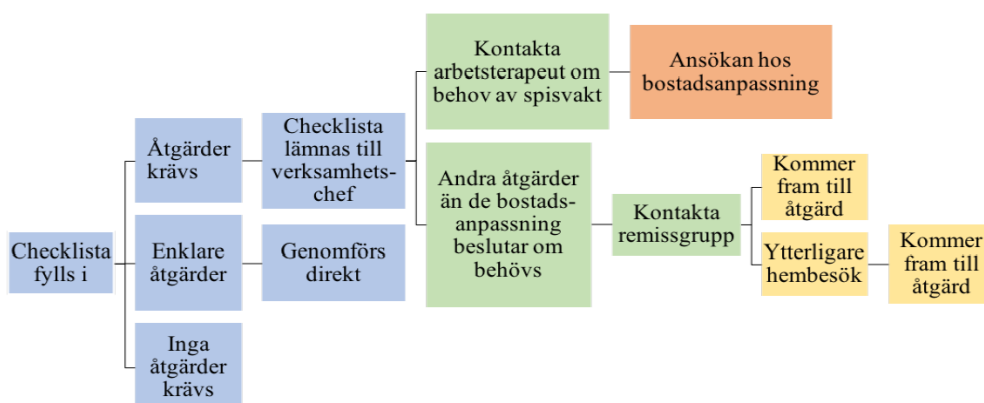 Checklista
fylls i
Åtgärder
krävs
Checklista
lämnas till
verksamhets-
chef
Kontakta
arbetsterapeut om
behov av spisvakt
Ansökan hos
bostadsanpassning
Andra åtgärder
än de bostads-
anpassning
beslutar om
behövs
Kontakta
remissgrupp
Kommer
fram till
åtgärd
Ytterligare
hembesök
Kommer
fram till
åtgärd
Enklare
åtgärder
Genomförs
direkt
Inga
åtgärder
krävs